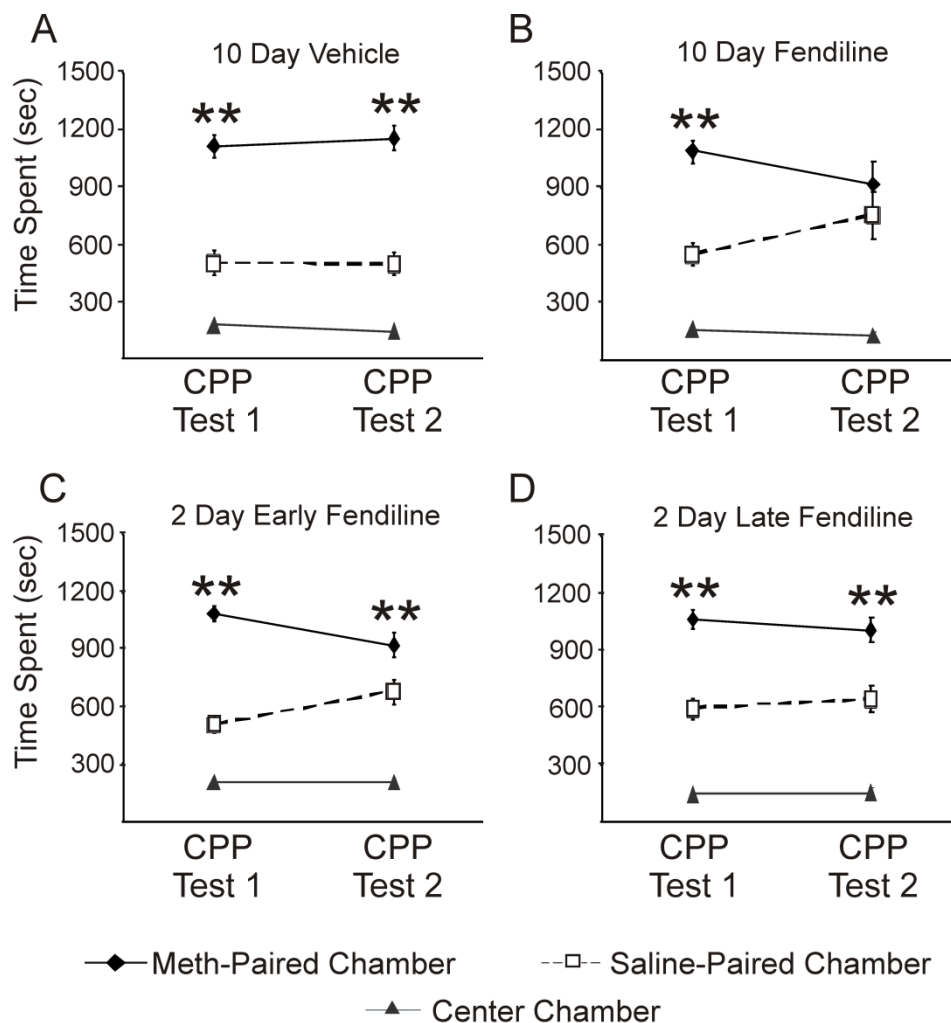 A
10 Day Vehicle
1500
1200
900
600
300
Time Spent (sec)
**
**
CPP
Test 1
CPP
Test 2
B
10 Day Fendiline
1500
1200
900
600
300
**
CPP
Test 1
CPP
Test 2
C
2 Day Early Fendiline
1500
1200
900
600
300
Time Spent (sec)
**
**
CPP
Test 1
CPP
Test 2
D
2 Day Late Fendiline
1500
1200
900
600
300
**
**
CPP
Test 1
CPP
Test 2
Meth-Paired Chamber
Saline-Paired Chamber
Center Chamber